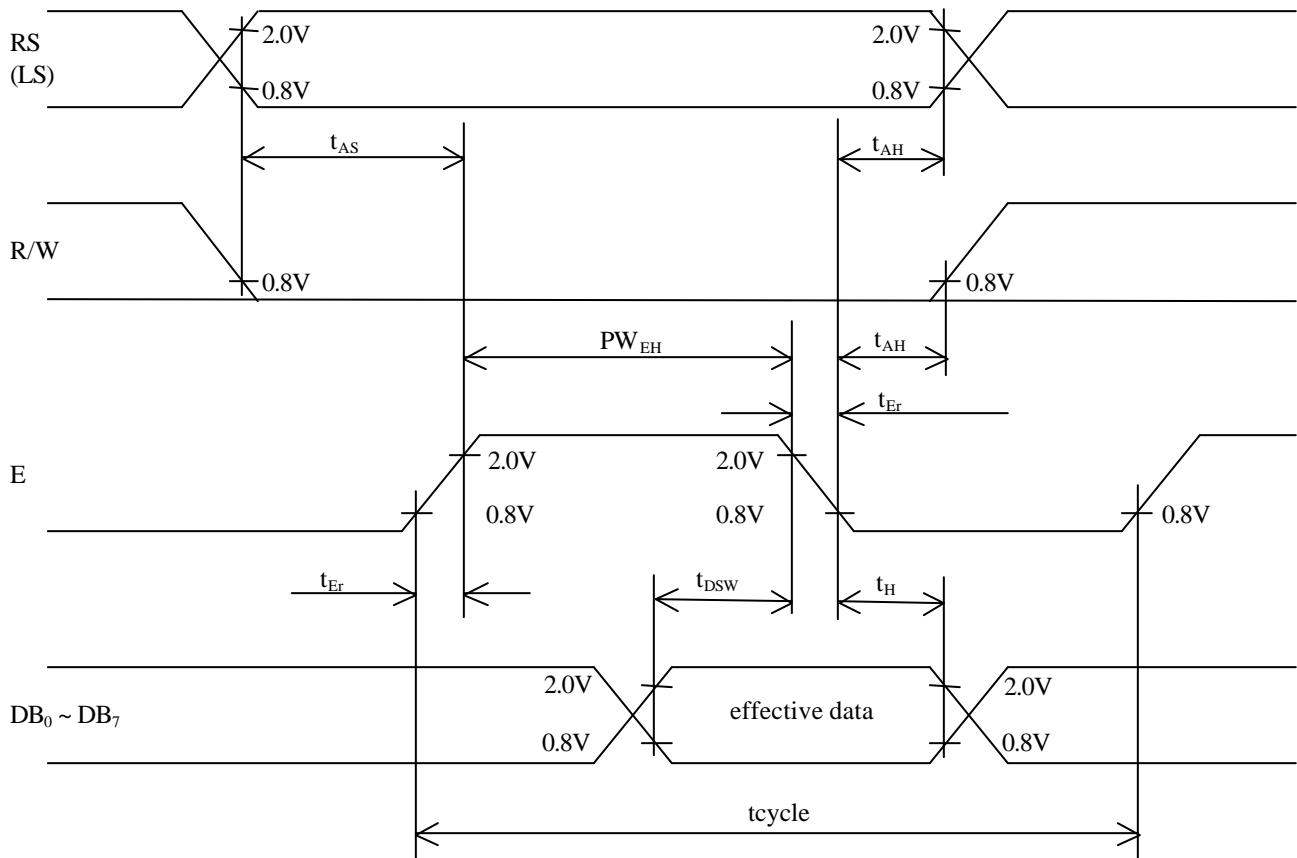 RS
(LS)
2.0V
2.0V
0.8V
0.8V
tAS
tAH
R/W
0.8V
0.8V
PWEH
tAH
tEr
E
2.0V
2.0V
0.8V
0.8V
0.8V
tEr
tDSW
tH
2.0V
2.0V
DB0 ~ DB7
effective data
0.8V
0.8V
tcycle